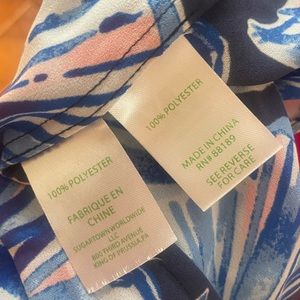 100% POLYESTER
FABRIQUE EN
CHINE
SUGARTOWN WORLDWIDE
LLC
800 THIRD AVENUE
KING OF PRUSSIA, PA
100% POLYESTER
MADE IN CHINA
RN# 88189
SEE REVERSE
FOR CARE